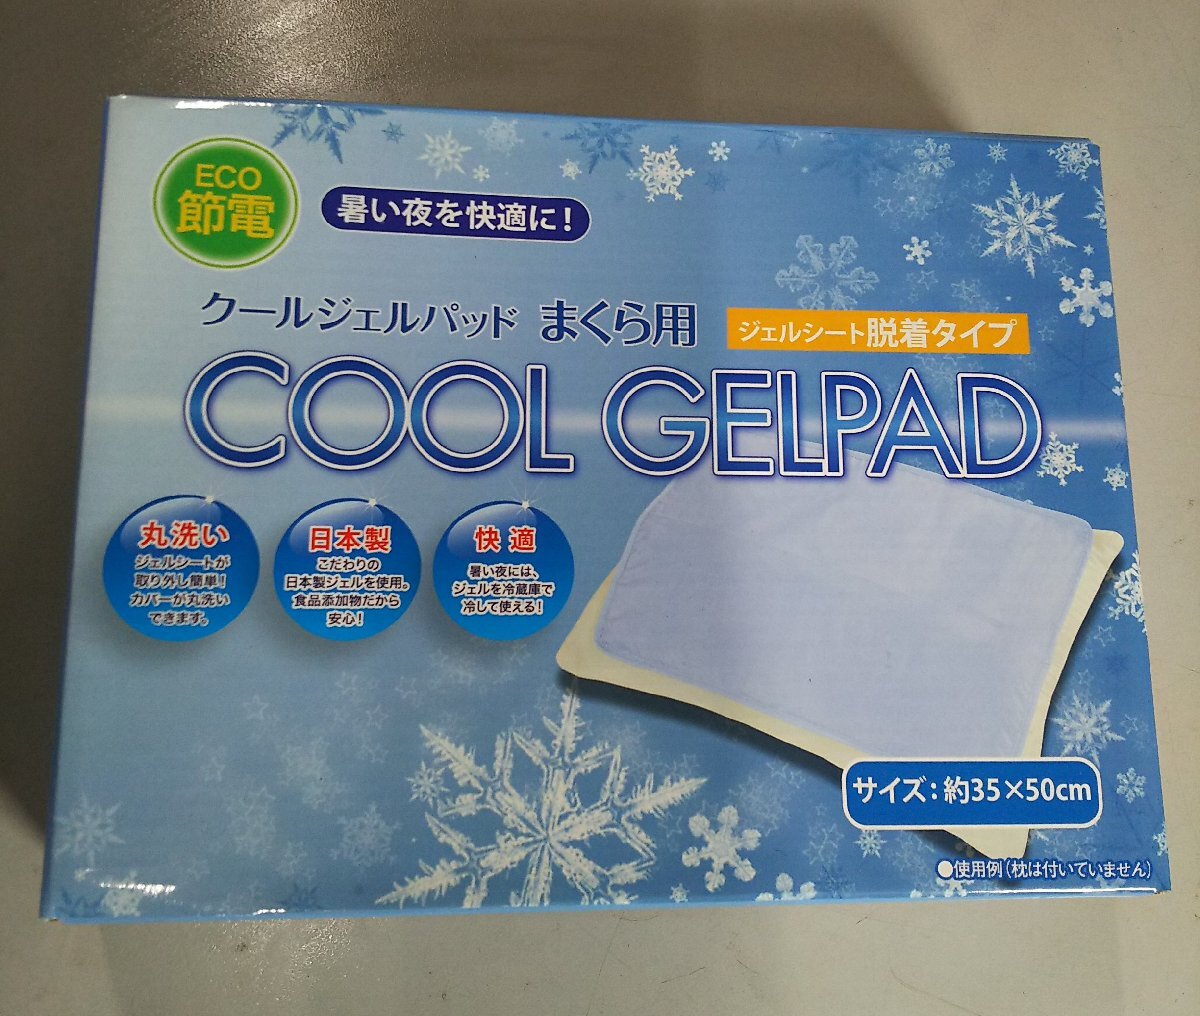 ECO
節電
暑い夜を快適に！
クールジェルパッド まくら用
ジェルシート脱着タイプ
COOL GELPAD
丸洗い
ジェルシートが
取り外し簡単！
カバーが丸洗い
できます。
日本製
こだわりの
日本製ジェルを使用。
食品添加物だから
安心！
快適
暑い夜には、
ジェルを冷蔵庫で
冷して使える！
サイズ：約35×50cm
●使用例（枕は付いていません）